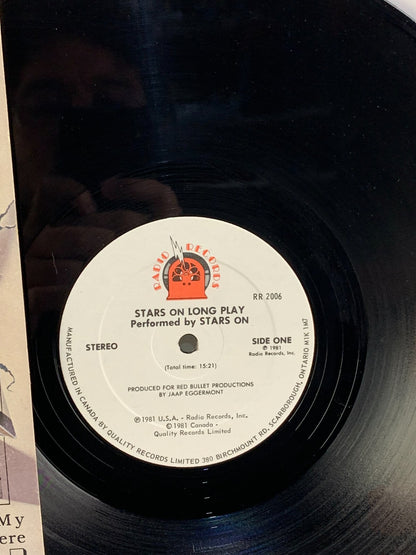 RADIO RECORDS
RR 2006
STARS ON LONG PLAY
Performed by STARS ON
STEREO
SIDE ONE
℗ 1981
Radio Records, Inc.
(Total time: 15:21)
PRODUCED FOR RED BULLET PRODUCTIONS
BY JAAP EGGERMONT
℗1981 U.S.A. - Radio Records, Inc.
©1981 Canada -
Quality Records Limited
MANUFACTURED IN CANADA BY QUALITY RECORDS LIMITED 380 BIRCHMOUNT RD. SCARBOROUGH, ONTARIO M1K 1M7
My
ere